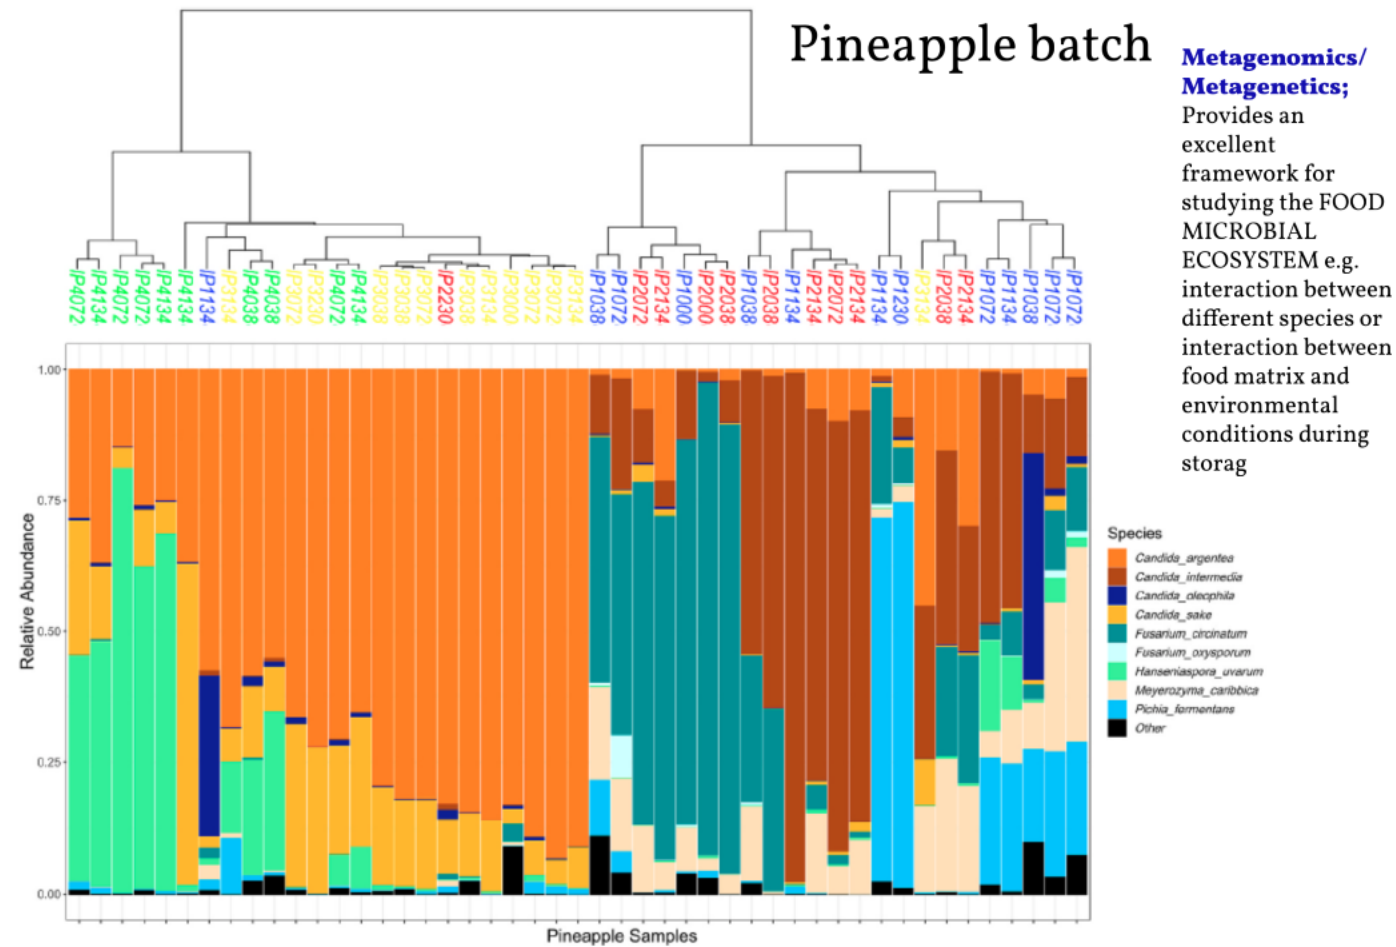 Pineapple batch
Metagenomics/
Metagenetics;
Provides an
excellent
framework for
studying the FOOD
MICROBIAL
ECOSYSTEM e.g.
interaction between
different species or
interaction between
food matrix and
environmental
conditions during
storag
IP4072
IP4134
IP4072
IP4072
IP4134
IP4134
IP1134
IP3134
IP4038
IP4038
IP3072
IP3230
IP4072
IP4134
IP3038
IP3038
IP3072
IP2230
IP3038
IP3134
IP3000
IP3072
IP3072
IP3134
IP1038
IP1072
IP2072
IP2134
IP1000
IP2000
IP2038
IP1038
IP2038
IP1134
IP2134
IP2072
IP2134
IP1134
IP1230
IP3134
IP2038
IP2134
IP1072
IP1134
IP1038
IP1072
IP1072
1.00
0.75
0.50
0.25
0.00
Relative Abundance
Pineapple Samples
Species
Candida_argentea
Candida_intermedia
Candida_oleophila
Candida_sake
Fusarium_circinatum
Fusarium_oxysporum
Hanseniaspora_uvarum
Meyerozyma_caribbica
Pichia_fermentans
Other